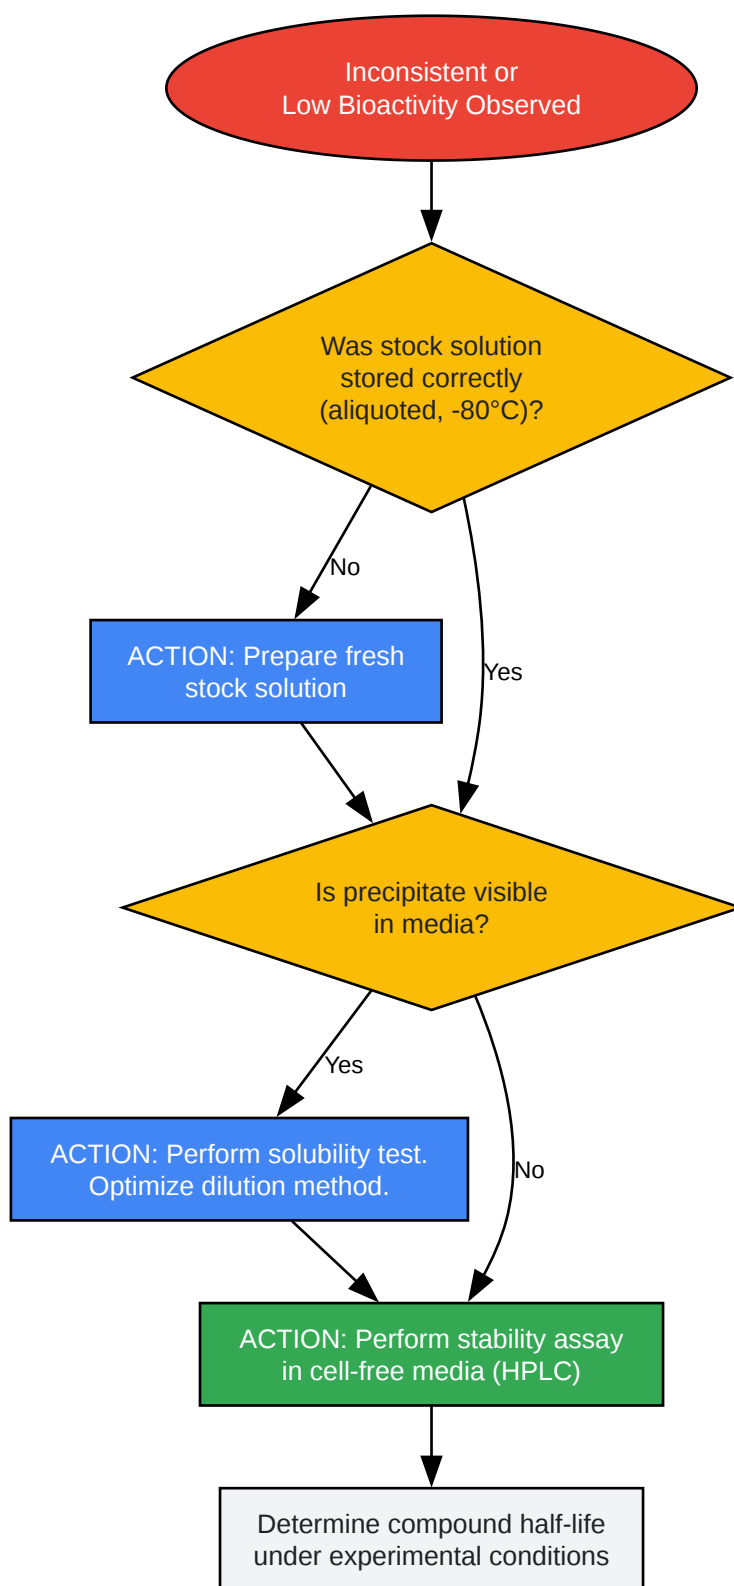 Inconsistent or
Low Bioactivity Observed
Was stock solution
stored correctly
(aliquoted, -80°C)?
No
ACTION: Prepare fresh
stock solution
Yes
Is precipitate visible
in media?
Yes
ACTION: Perform solubility test.
Optimize dilution method.
No
ACTION: Perform stability assay
in cell-free media (HPLC)
Determine compound half-life
under experimental conditions